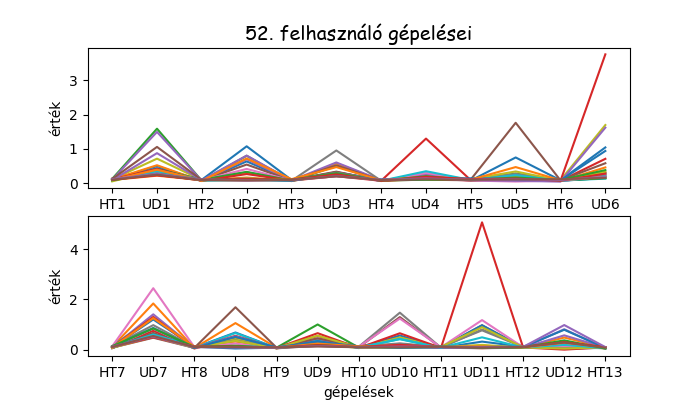 52. felhasználó gépelései
érték
3
2
1
0
HT1 UD1 HT2 UD2 HT3 UD3 HT4 UD4 HT5 UD5 HT6 UD6
érték
4
2
0
HT7 UD7 HT8 UD8 HT9 UD9 HT10 UD10 HT11 UD11 HT12 UD12 HT13
gépelések